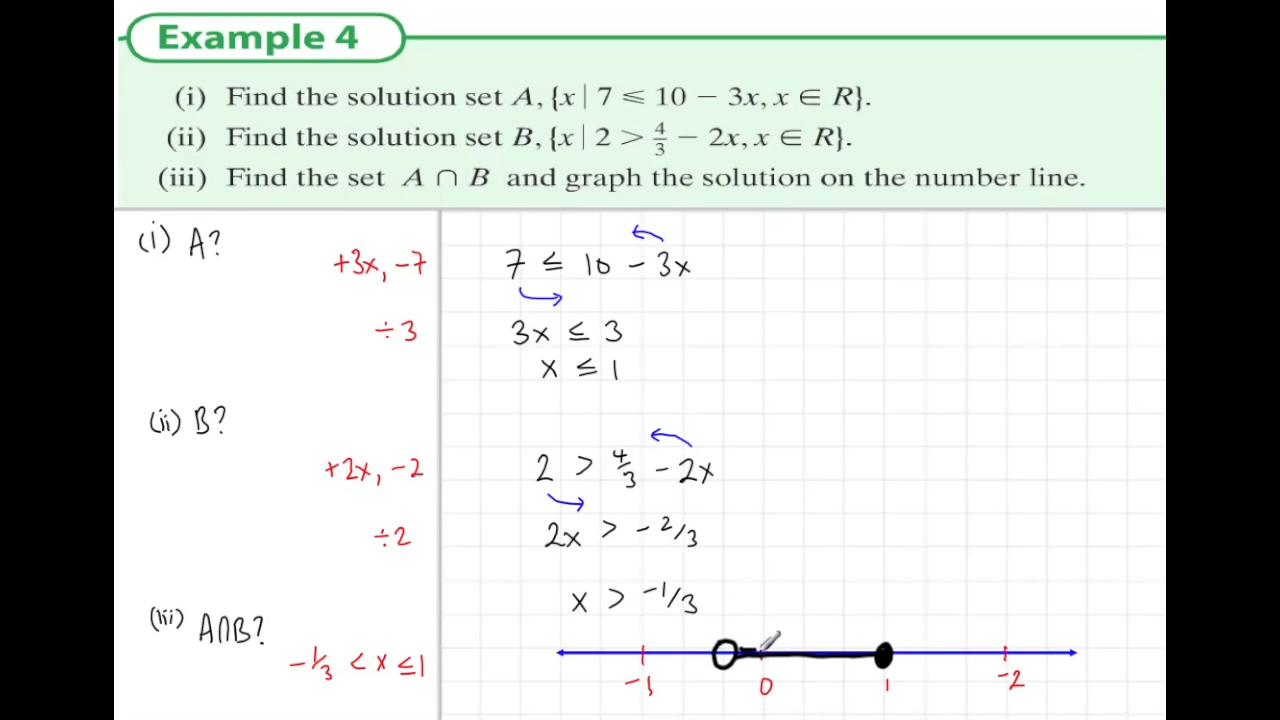 Example 4
(i) Find the solution set A, {x | 7 ⩽ 10 − 3x, x ∈ R}.
(ii) Find the solution set B, {x | 2 > 4/3 − 2x, x ∈ R}.
(iii) Find the set A ∩ B and graph the solution on the number line.
(i) A?
+3x, −7 7 ≤ 10 − 3x
÷3 3x ≤ 3
x ≤ 1
(ii) B?
+2x, −2 2 > 4/3 − 2x
÷2 2x > −2/3
x > −1/3
(iii) A∩B?
−1/3 < x ≤ 1
−1 0 1 −2